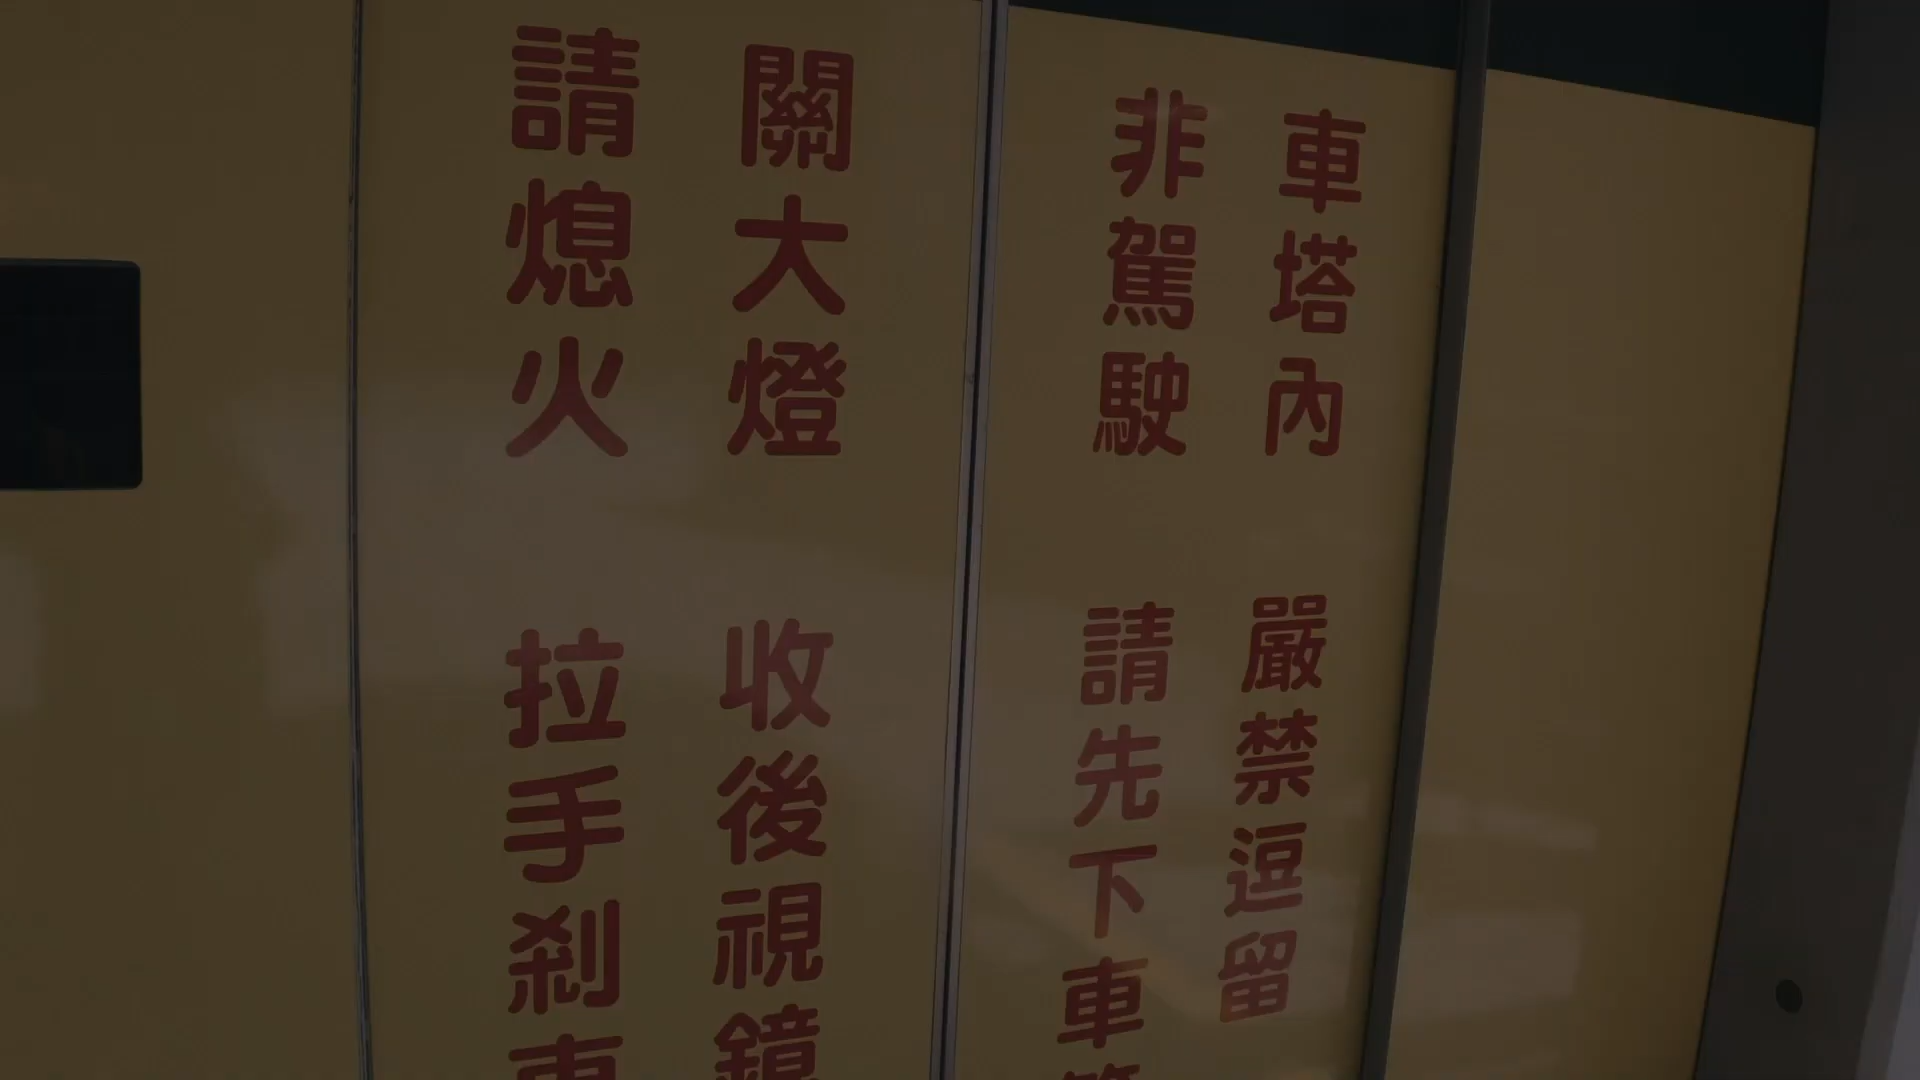 車塔內 嚴禁逗留
非駕駛 請先下車
關大燈 收後視鏡
請熄火 拉手剎車